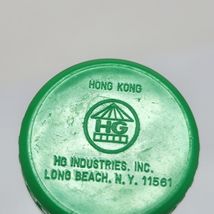 HONG KONG
HG
HG INDUSTRIES, INC.
LONG BEACH, N.Y. 11561